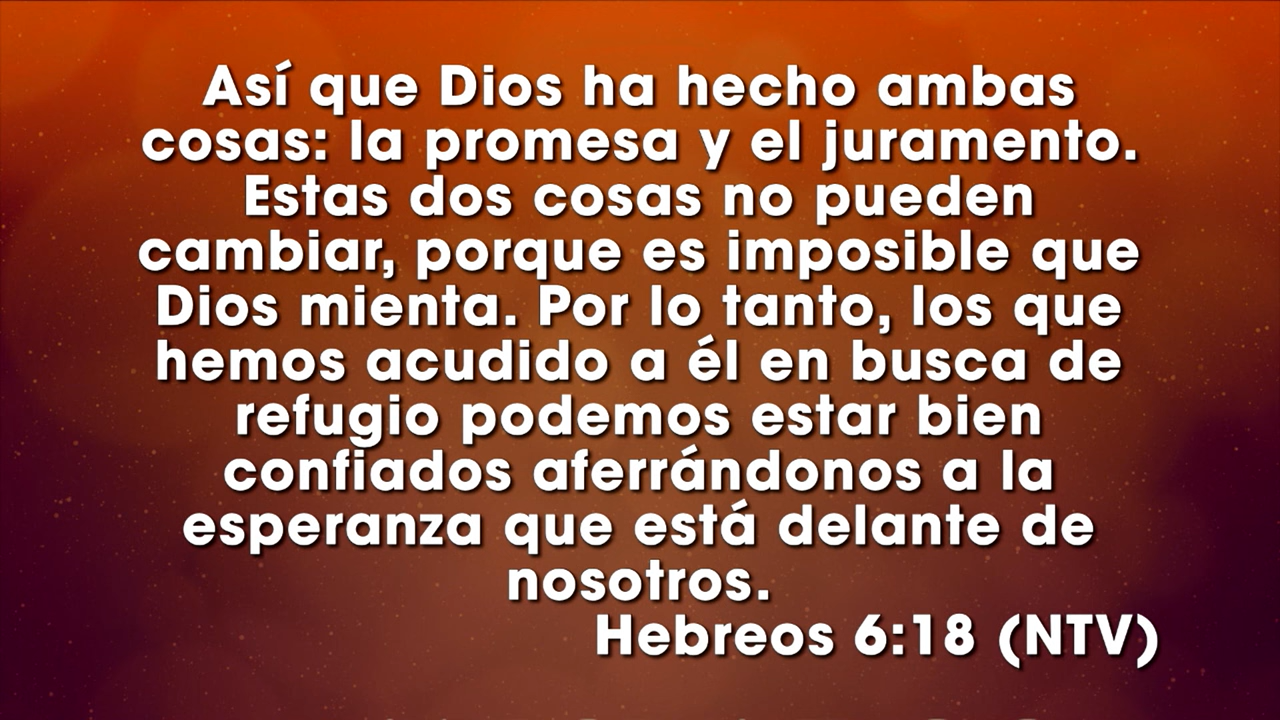 Así que Dios ha hecho ambas
cosas: la promesa y el juramento.
Estas dos cosas no pueden
cambiar, porque es imposible que
Dios mienta. Por lo tanto, los que
hemos acudido a él en busca de
refugio podemos estar bien
confiados aferrándonos a la
esperanza que está delante de
nosotros.
Hebreos 6:18 (NTV)